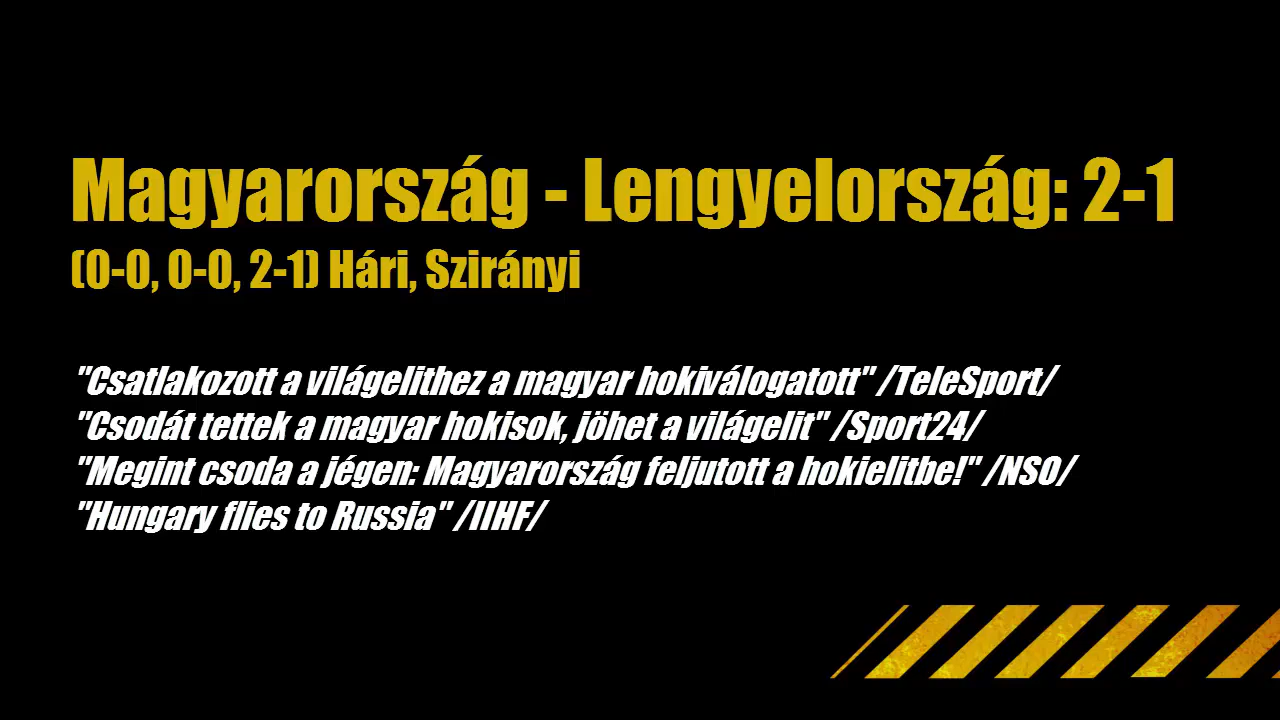 Magyarország - Lengyelország: 2-1
(0-0, 0-0, 2-1) Hári, Szirányi
"Csatlakozott a világelithez a magyar hokiválogatott" /TeleSport/
"Csodát tettek a magyar hokisok, jöhet a világelit" /Sport24/
"Megint csoda a jégen: Magyarország feljutott a hokielitbe!" /NSO/
"Hungary flies to Russia" /IIHF/